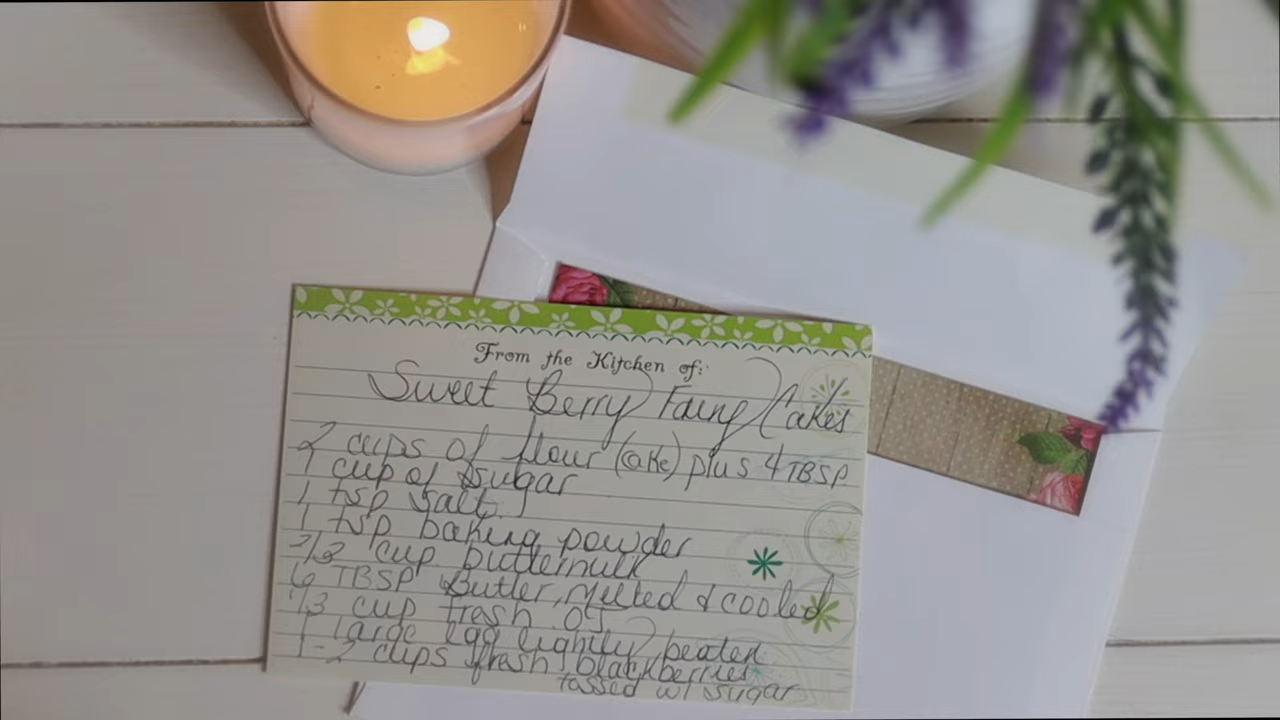 From the Kitchen of:
Sweet Berry Fairy Cakes
2 cups of flour (cake) plus 4 TBSP
1 cup of sugar
1 tsp salt
1 tsp baking powder
2/3 cup buttermilk
6 TBSP Butter, melted & cooled
1/3 cup fresh OJ
1 large egg lightly beaten
1-2 cups fresh blackberries
tossed w/ sugar